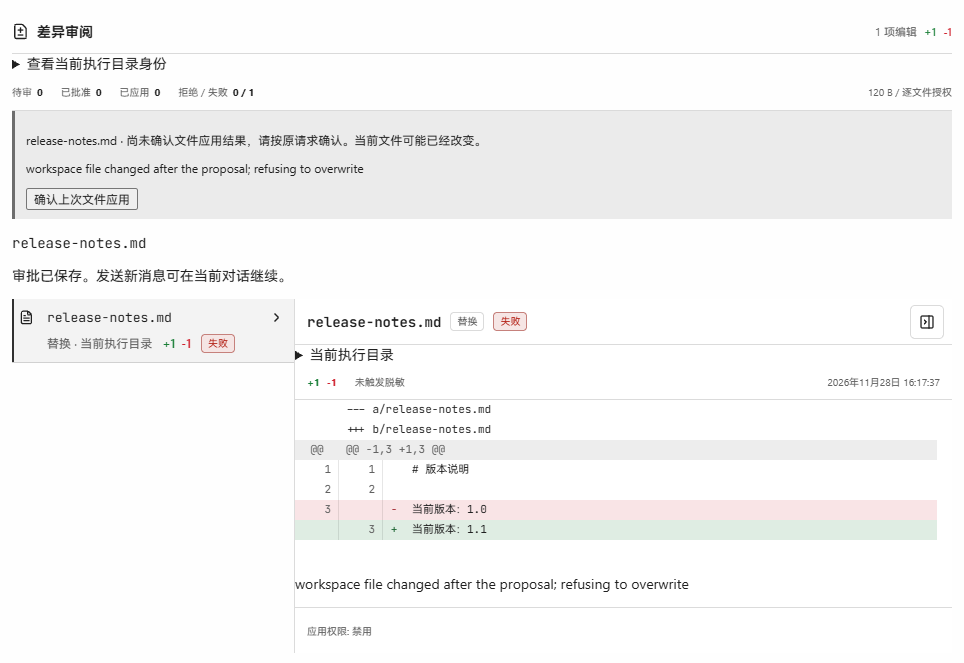 差异审阅
1 项编辑 +1 -1
查看当前执行目录身份
待审 0 已批准 0 已应用 0 拒绝 / 失败 0 / 1
120 B / 逐文件授权
release-notes.md · 尚未确认文件应用结果，请按原请求确认。当前文件可能已经改变。
workspace file changed after the proposal; refusing to overwrite
确认上次文件应用
release-notes.md
审批已保存。发送新消息可在当前对话继续。
release-notes.md
替换 · 当前执行目录 +1 -1 失败
release-notes.md 替换 失败
当前执行目录
+1 -1 未触发脱敏
2026年11月28日 16:17:37
--- a/release-notes.md
+++ b/release-notes.md
@@ @@ -1,3 +1,3 @@
1 1 # 版本说明
2 2
3 - 当前版本：1.0
3 + 当前版本：1.1
workspace file changed after the proposal; refusing to overwrite
应用权限: 禁用